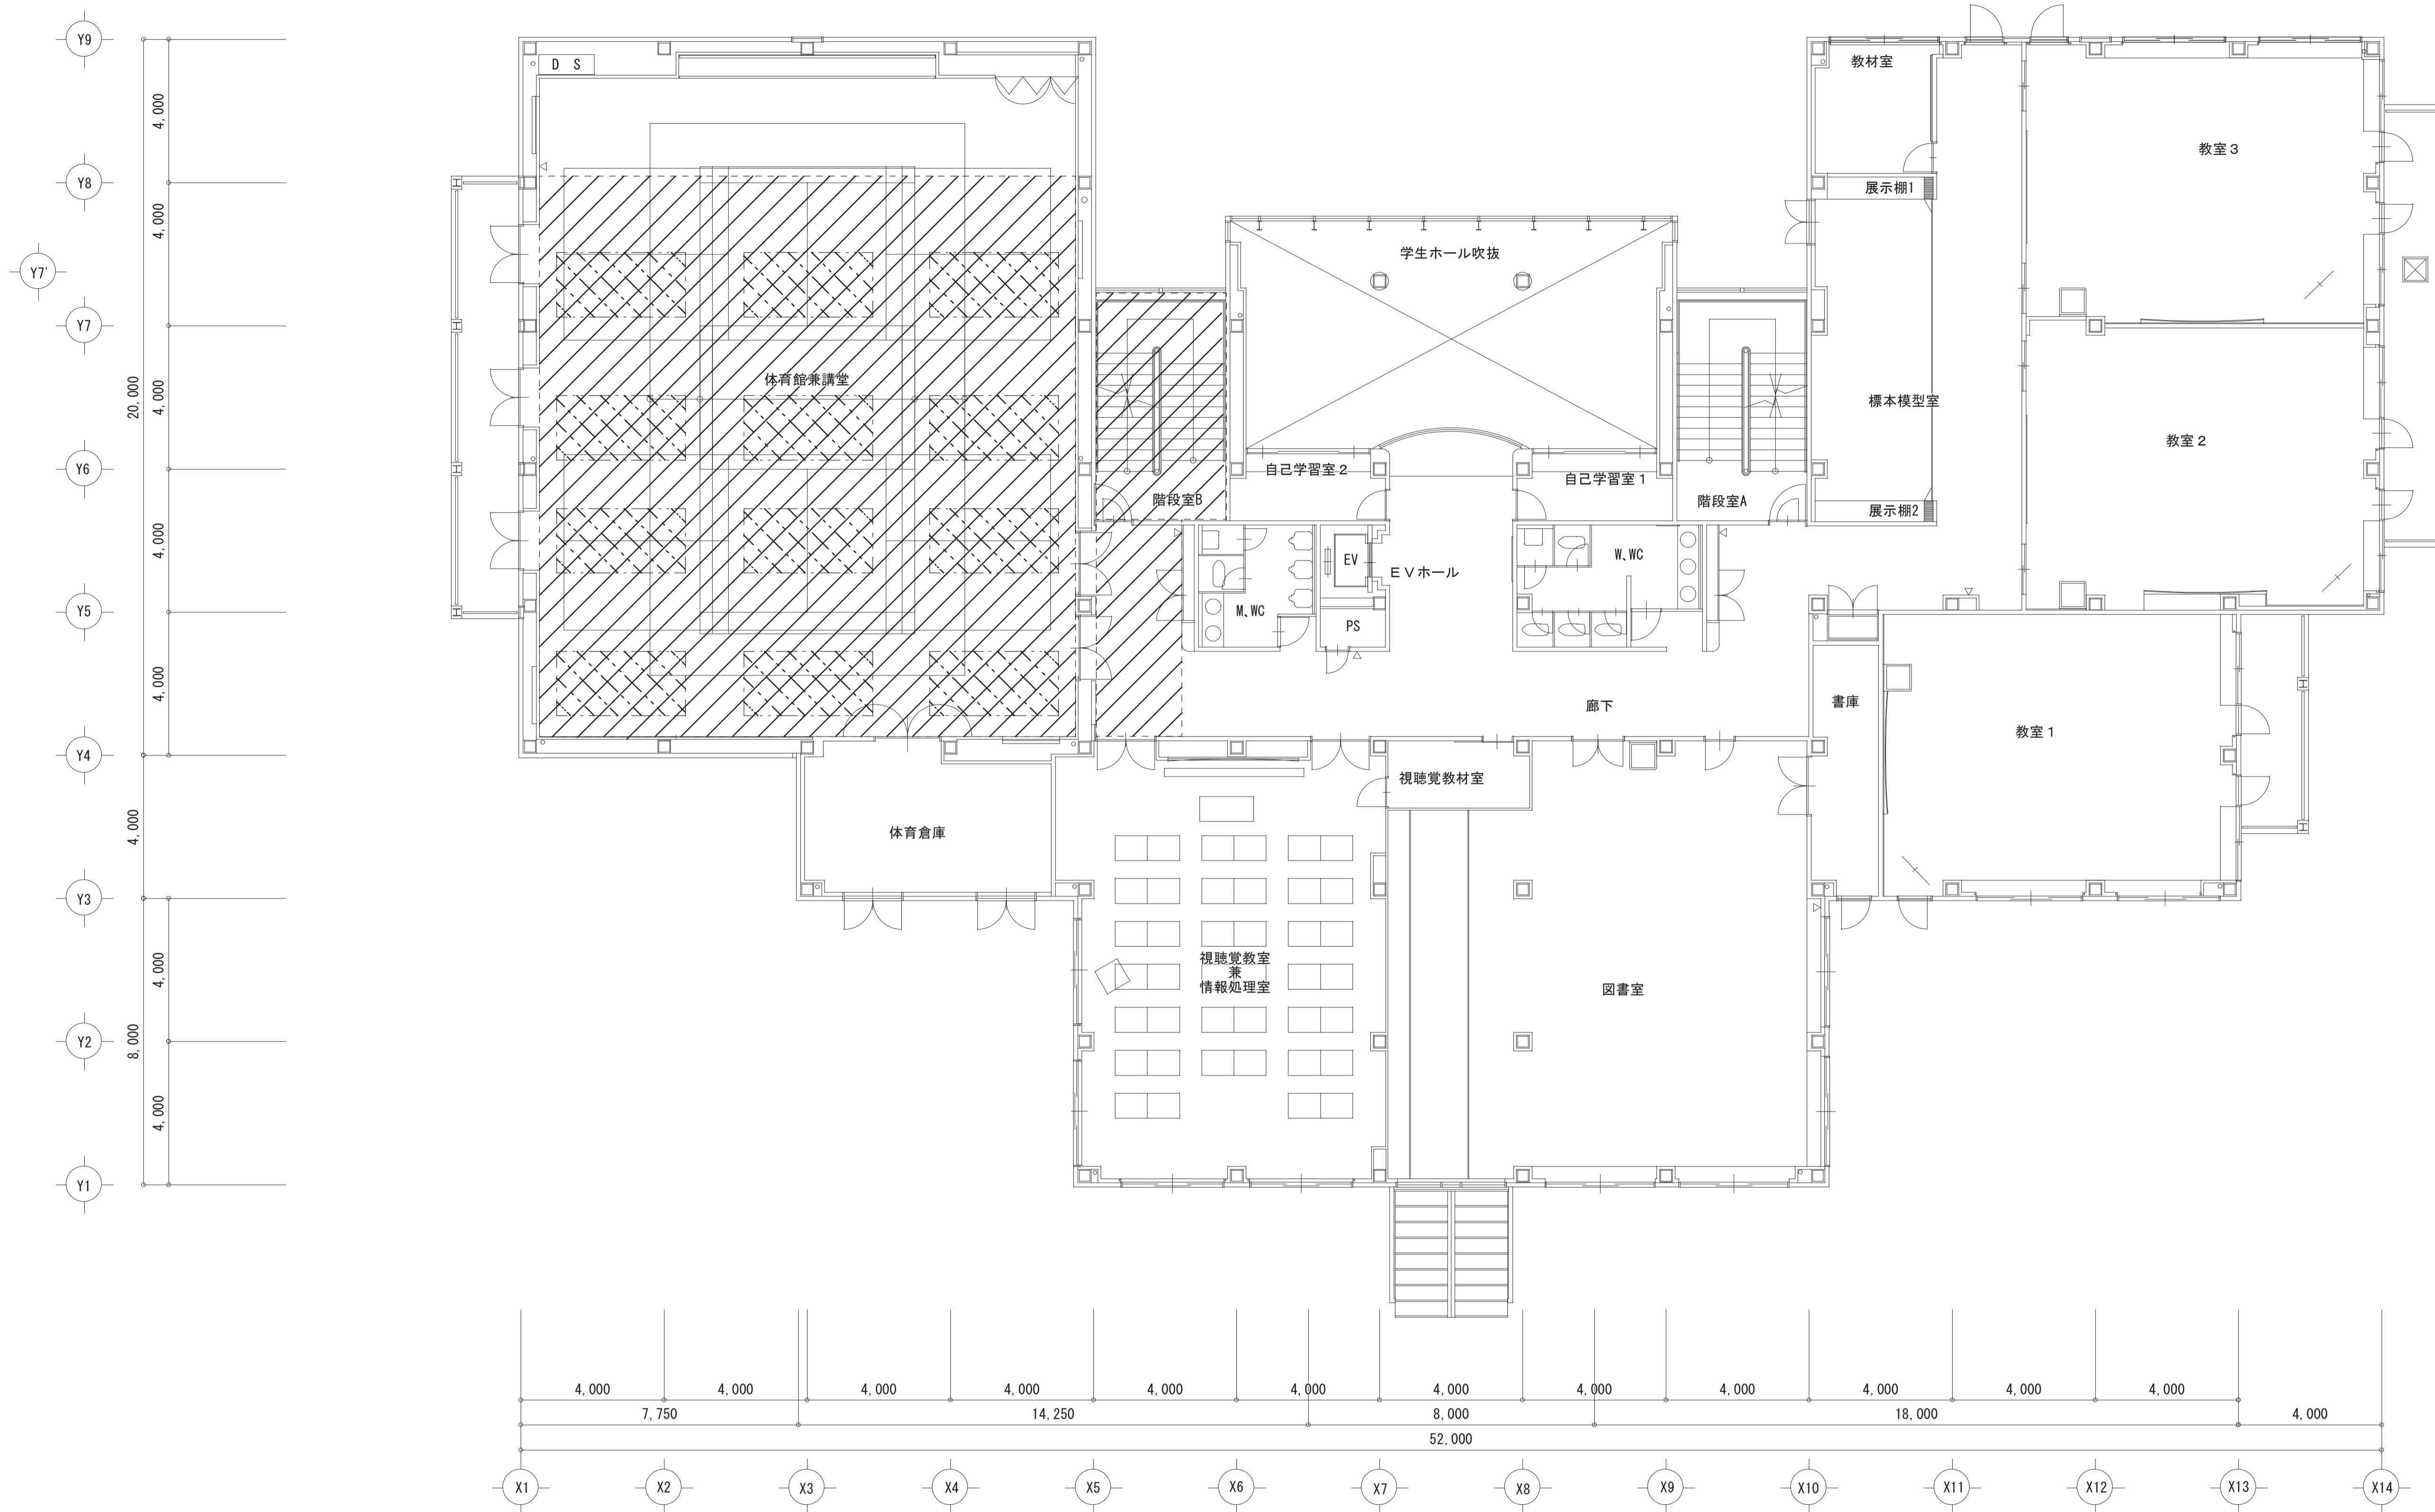 Y9
4,000
D S
教材室
教室3
Y8
展示棚1
4,000
Y7'
学生ホール吹抜
Y7
20,000
4,000
体育館兼講堂
標本模型室
教室2
Y6
自己学習室2
自己学習室1
階段室B
階段室A
展示棚2
4,000
EV
EVホール
W、WC
Y5
M、WC
PS
4,000
書庫
廊下
教室1
Y4
視聴覚教材室
4,000
体育倉庫
Y3
4,000
視聴覚教室
兼
情報処理室
図書室
Y2
8,000
4,000
Y1
4,000 4,000 4,000 4,000 4,000 4,000 4,000 4,000 4,000 4,000 4,000 4,000
7,750 14,250 8,000 18,000 4,000
52,000
X1 X2 X3 X4 X5 X6 X7 X8 X9 X10 X11 X12 X13 X14